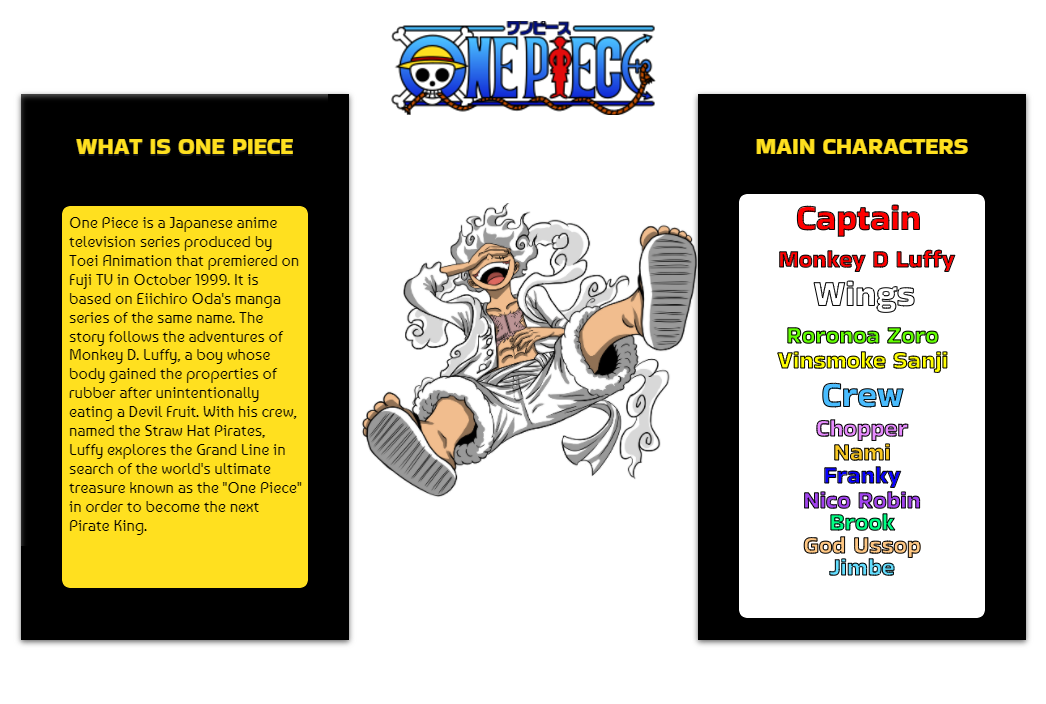 ワンピース
ONE PIECE
WHAT IS ONE PIECE
One Piece is a Japanese anime
television series produced by
Toei Animation that premiered on
Fuji TV in October 1999. It is
based on Eiichiro Oda's manga
series of the same name. The
story follows the adventures of
Monkey D. Luffy, a boy whose
body gained the properties of
rubber after unintentionally
eating a Devil Fruit. With his crew,
named the Straw Hat Pirates,
Luffy explores the Grand Line in
search of the world's ultimate
treasure known as the "One Piece"
in order to become the next
Pirate King.
MAIN CHARACTERS
Captain
Monkey D Luffy
Wings
Roronoa Zoro
Vinsmoke Sanji
Crew
Chopper
Nami
Franky
Nico Robin
Brook
God Ussop
Jimbe